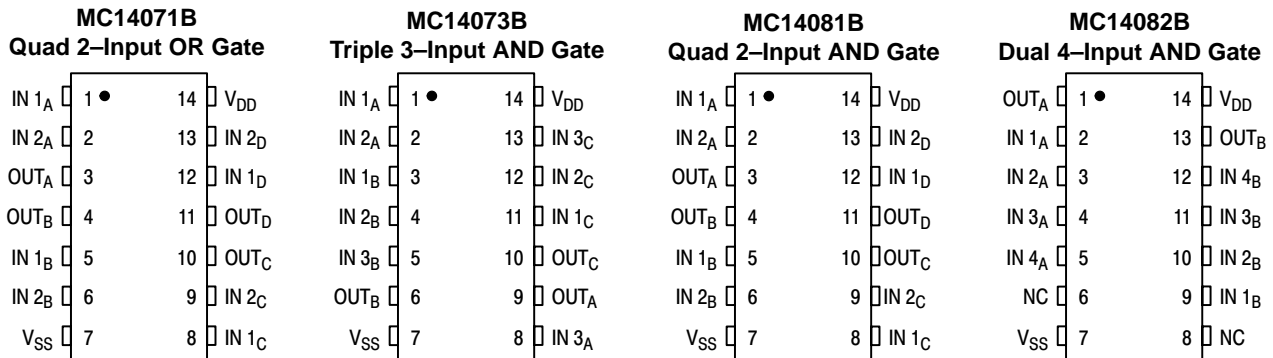 MC14071B
Quad 2–Input OR Gate
IN 1A 1 14 VDD
IN 2A 2 13 IN 2D
OUTA 3 12 IN 1D
OUTB 4 11 OUTD
IN 1B 5 10 OUTC
IN 2B 6 9 IN 2C
VSS 7 8 IN 1C
MC14073B
Triple 3–Input AND Gate
IN 1A 1 14 VDD
IN 2A 2 13 IN 3C
IN 1B 3 12 IN 2C
IN 2B 4 11 IN 1C
IN 3B 5 10 OUTC
OUTB 6 9 OUTA
VSS 7 8 IN 3A
MC14081B
Quad 2–Input AND Gate
IN 1A 1 14 VDD
IN 2A 2 13 IN 2D
OUTA 3 12 IN 1D
OUTB 4 11 OUTD
IN 1B 5 10 OUTC
IN 2B 6 9 IN 2C
VSS 7 8 IN 1C
MC14082B
Dual 4–Input AND Gate
OUTA 1 14 VDD
IN 1A 2 13 OUTB
IN 2A 3 12 IN 4B
IN 3A 4 11 IN 3B
IN 4A 5 10 IN 2B
NC 6 9 IN 1B
VSS 7 8 NC